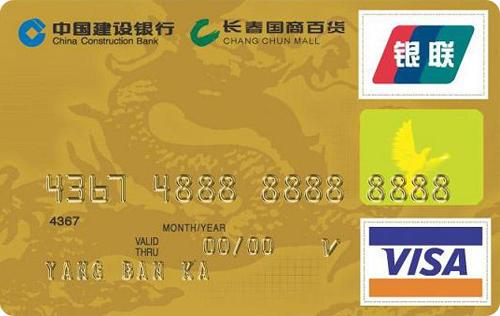 中国建设银行
China Construction Bank
长春国商百货
CHANG CHUN MALL
银联
4367 4888 8888 8888
4367
MONTH/YEAR
VALID THRU 00/00 V
YANG BAN KA
VISA